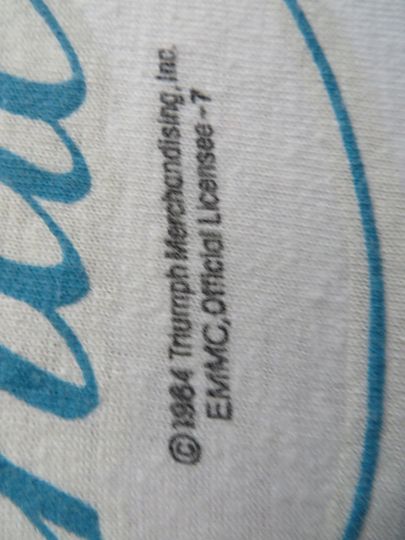 ©1984 Triumph Merchandising, Inc.
EMMC, Official Licensee-7